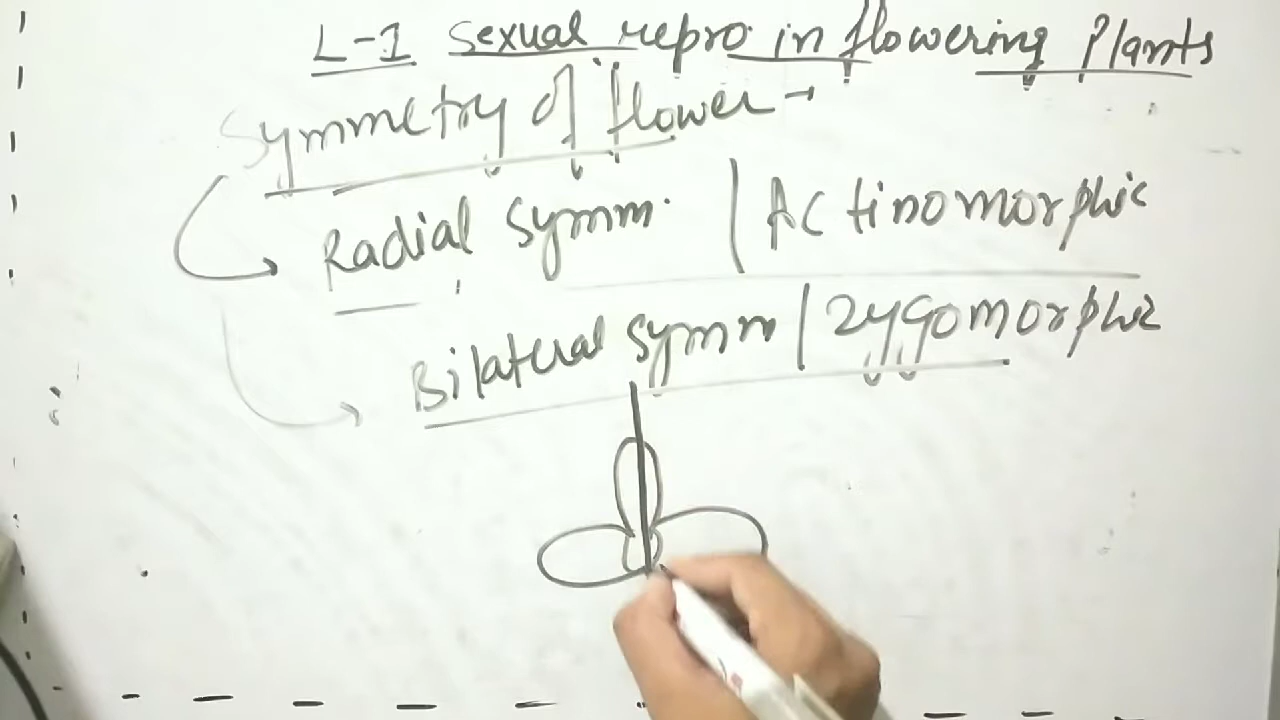 L-1 Sexual repro. in flowering Plants
Symmetry of flower →
Radial Symm. | Actinomorphic
Bilateral Symm | Zygomorphic